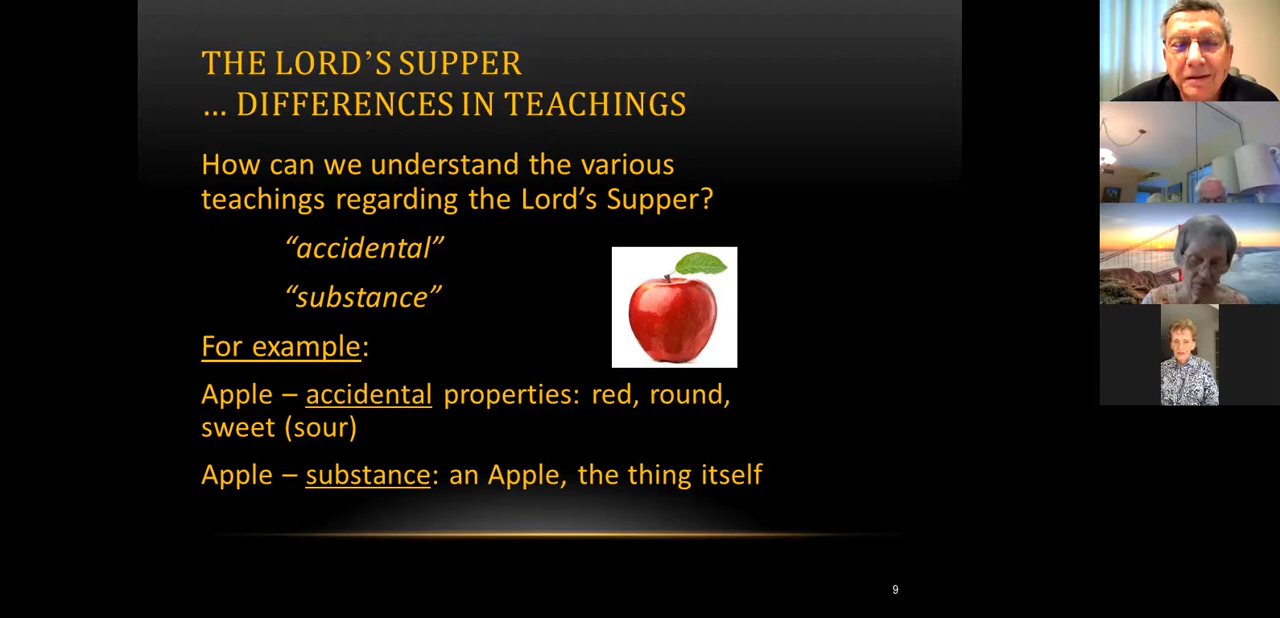 THE LORD’S SUPPER
… DIFFERENCES IN TEACHINGS
How can we understand the various
teachings regarding the Lord’s Supper?
“accidental”
“substance”
For example:
Apple – accidental properties: red, round,
sweet (sour)
Apple – substance: an Apple, the thing itself
9